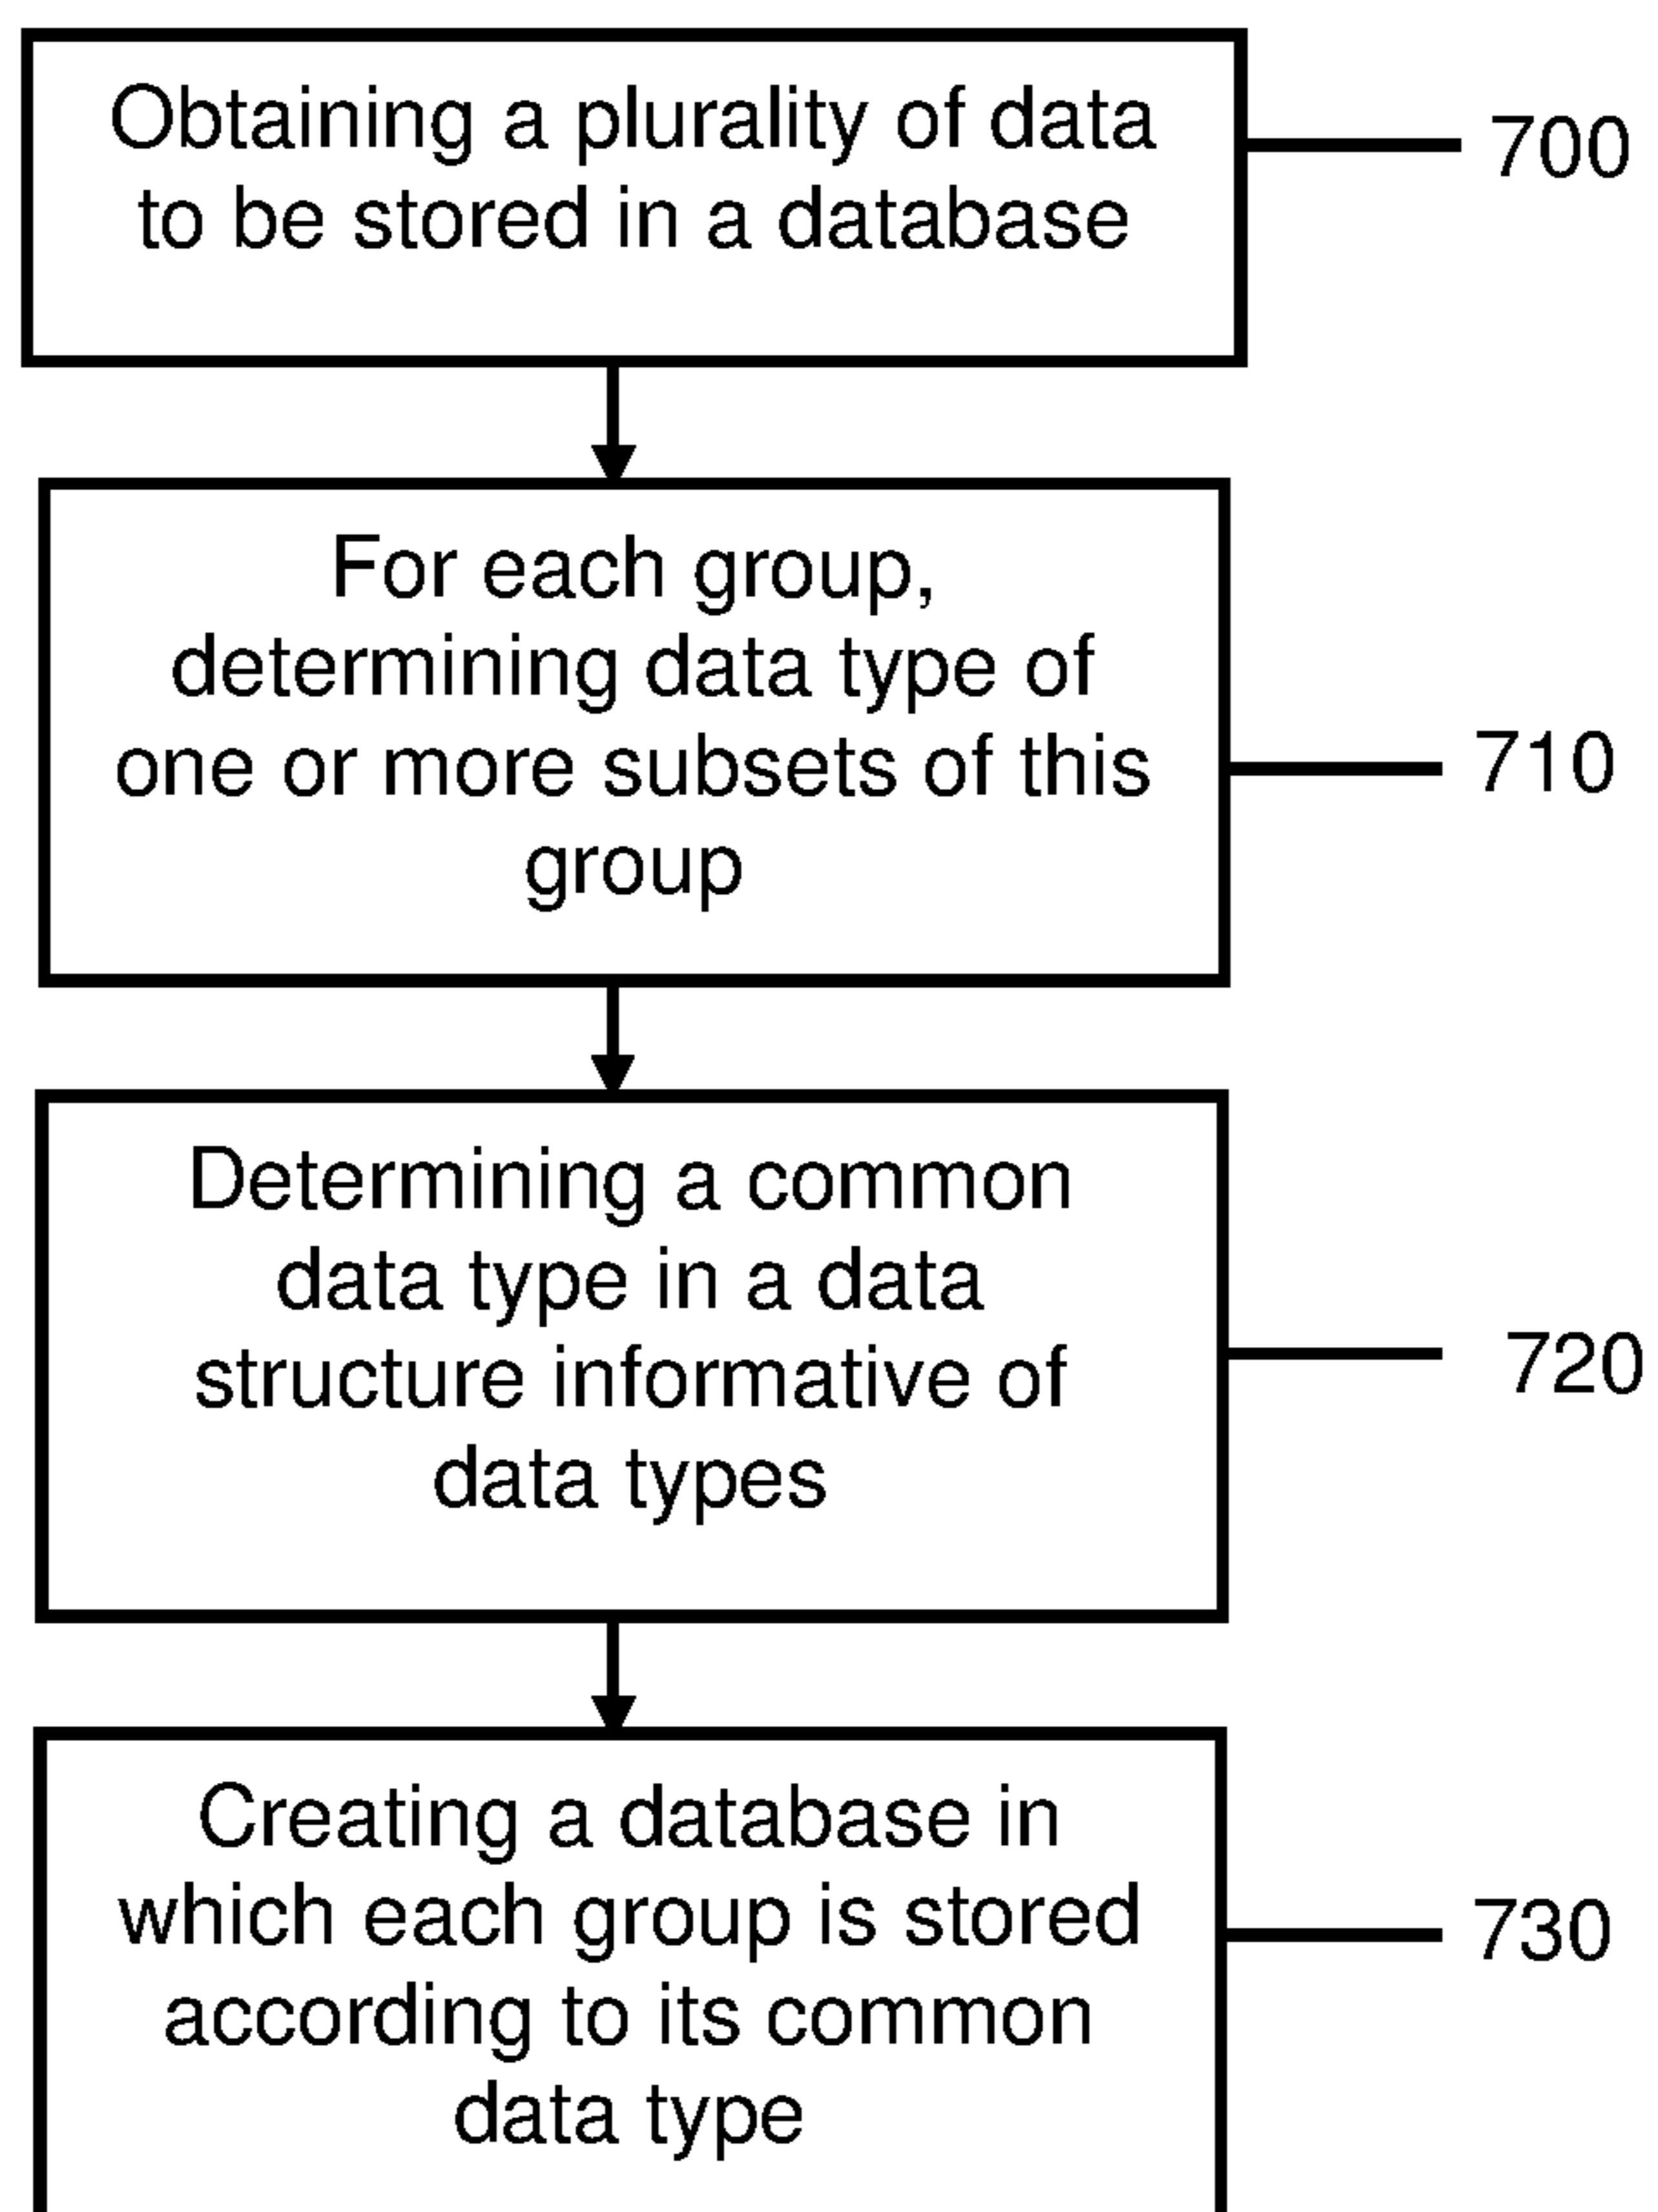 Obtaining a plurality of data
to be stored in a database
700
For each group,
determining data type of
one or more subsets of this
group
710
Determining a common
data type in a data
structure informative of
data types
720
Creating a database in
which each group is stored
according to its common
data type
730